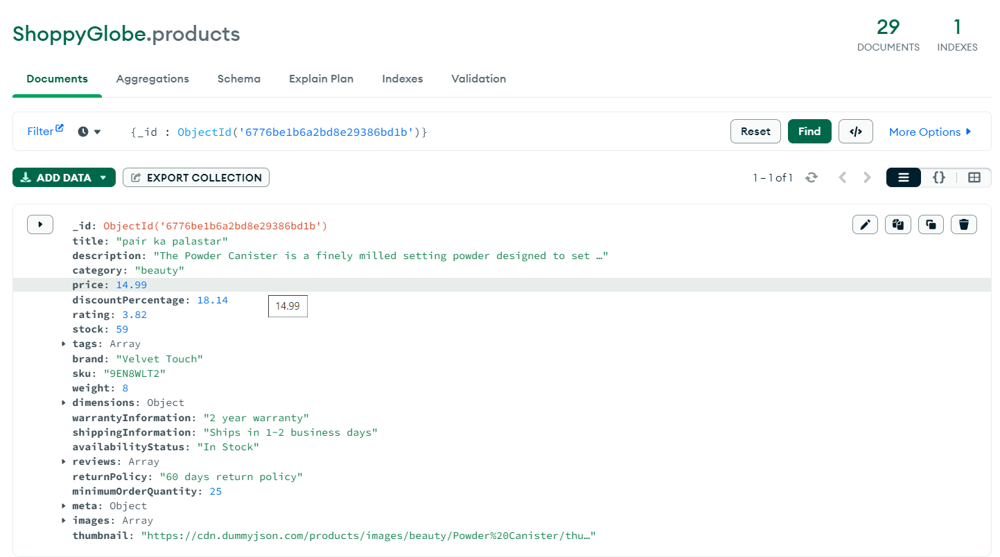 ShoppyGlobe.products
29
DOCUMENTS
1
INDEXES
Documents
Aggregations
Schema
Explain Plan
Indexes
Validation
Filter
{_id : ObjectId('6776be1b6a2bd8e29386bd1b')}
Reset
Find
</>
More Options
ADD DATA
EXPORT COLLECTION
1 – 1 of 1
{}
_id: ObjectId('6776be1b6a2bd8e29386bd1b')
title: "pair ka palastar"
description: "The Powder Canister is a finely milled setting powder designed to set …"
category: "beauty"
price: 14.99
discountPercentage: 18.14
14.99
rating: 3.82
stock: 59
tags: Array
brand: "Velvet Touch"
sku: "9EN8WLT2"
weight: 8
dimensions: Object
warrantyInformation: "2 year warranty"
shippingInformation: "Ships in 1-2 business days"
availabilityStatus: "In Stock"
reviews: Array
returnPolicy: "60 days return policy"
minimumOrderQuantity: 25
meta: Object
images: Array
thumbnail: "https://cdn.dummyjson.com/products/images/beauty/Powder%20Canister/thu…"